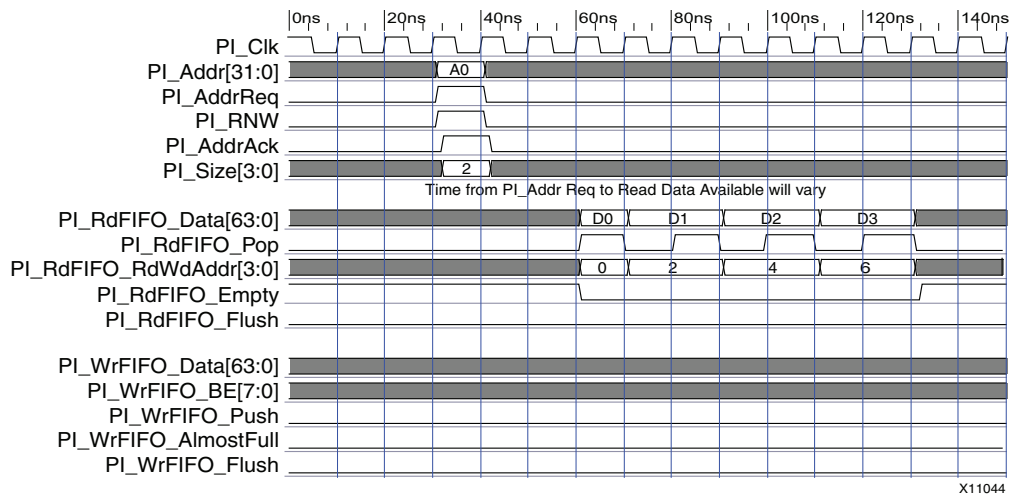 0ns 20ns 40ns 60ns 80ns 100ns 120ns 140ns
PI_Clk
PI_Addr[31:0] A0
PI_AddrReq
PI_RNW
PI_AddrAck
PI_Size[3:0] 2
Time from PI_Addr Req to Read Data Available will vary
PI_RdFIFO_Data[63:0] D0 D1 D2 D3
PI_RdFIFO_Pop
PI_RdFIFO_RdWdAddr[3:0] 0 2 4 6
PI_RdFIFO_Empty
PI_RdFIFO_Flush
PI_WrFIFO_Data[63:0]
PI_WrFIFO_BE[7:0]
PI_WrFIFO_Push
PI_WrFIFO_AlmostFull
PI_WrFIFO_Flush
X11044